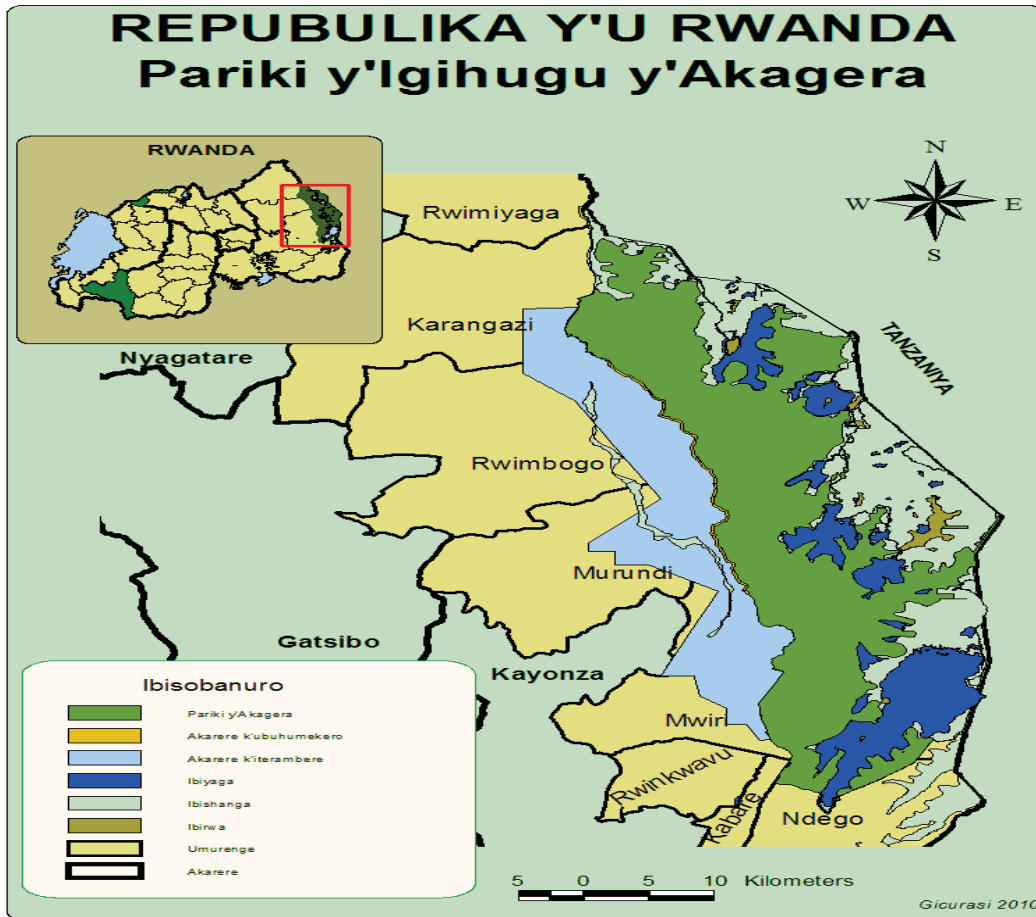 REPUBULIKA Y'U RWANDA
Pariki y'Igihugu y'Akagera
RWANDA
N
W
E
S
Rwimiyaga
Karangazi
Nyagatare
TANZANIYA
Rwimbogo
Murundi
Gatsibo
Kayonza
Mwiri
Rwinkwavu
Kabare
Ndego
Ibisobanuro
Pariki y'Akagera
Akarere k'ubuhumekero
Akarere k'iterambere
Ibiyaga
Ibishanga
Ibirwa
Umurenge
Akarere
5 0 5 10 Kilometers
Gicurasi 2010